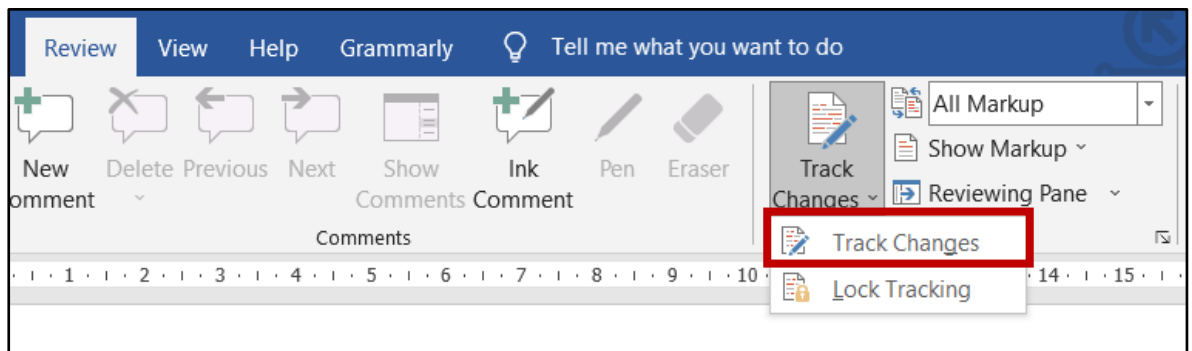 Review View Help Grammarly Tell me what you want to do
New Delete Previous Next Show Ink Pen Eraser Track All Markup
omment Comments Comment Changes Show Markup
Reviewing Pane
Comments
Track Changes
1 2 3 4 5 6 7 8 9 10 14 15
Lock Tracking